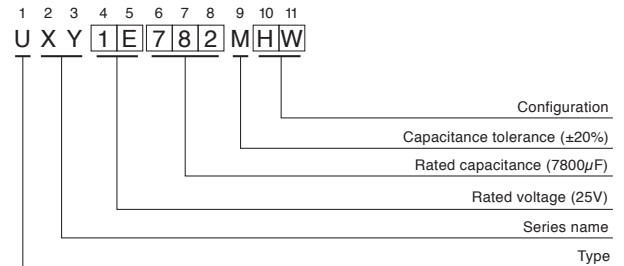 1 2 3 4 5 6 7 8 9 10 11
U X Y 1 E 7 8 2 M H W
Configuration
Capacitance tolerance (±20%)
Rated capacitance (7800µF)
Rated voltage (25V)
Series name
Type